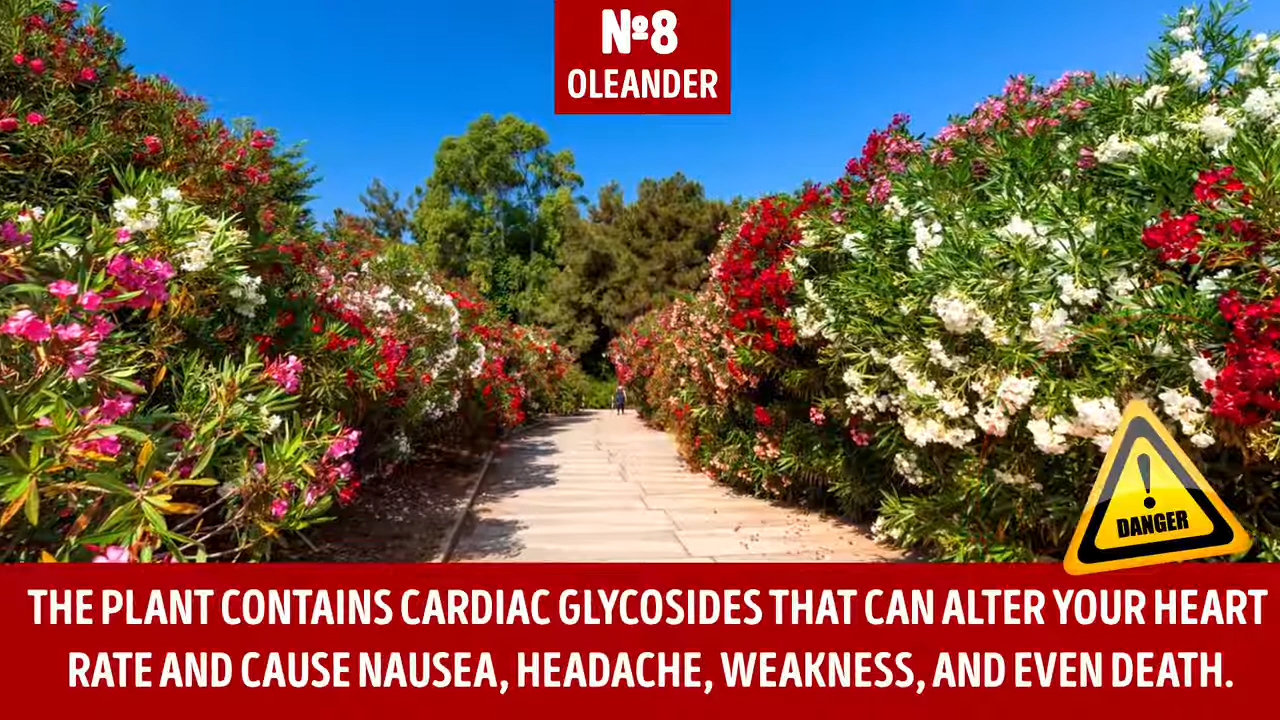 №8
OLEANDER
DANGER
THE PLANT CONTAINS CARDIAC GLYCOSIDES THAT CAN ALTER YOUR HEART
RATE AND CAUSE NAUSEA, HEADACHE, WEAKNESS, AND EVEN DEATH.